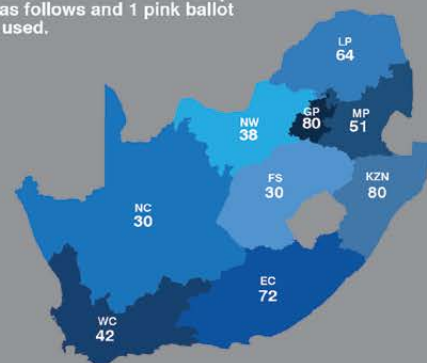 as follows and 1 pink ballot
used.
LP
64
NW
38
GP
80
MP
51
FS
30
KZN
80
NC
30
EC
72
WC
42